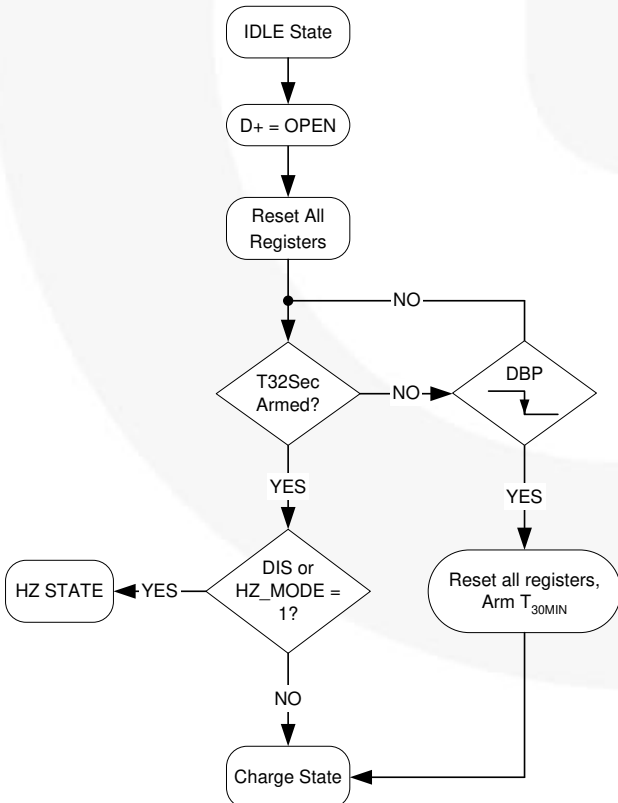 IDLE State
D+ = OPEN
Reset All
Registers
NO
T32Sec
Armed?
NO
DBP
YES
YES
DIS or
HZ_MODE =
1?
YES
HZ STATE
Reset all registers,
Arm T30MIN
NO
Charge State